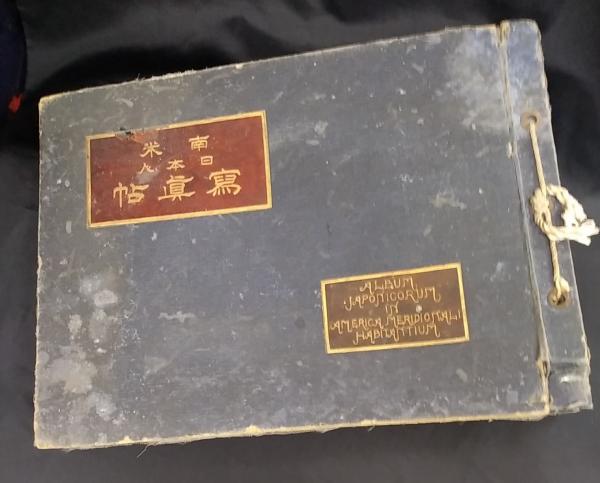 南米
日本人
寫眞帖
ALBUM
JAPONICORUM
IN
AMERICA MERIDIONALI
HABITANTIUM